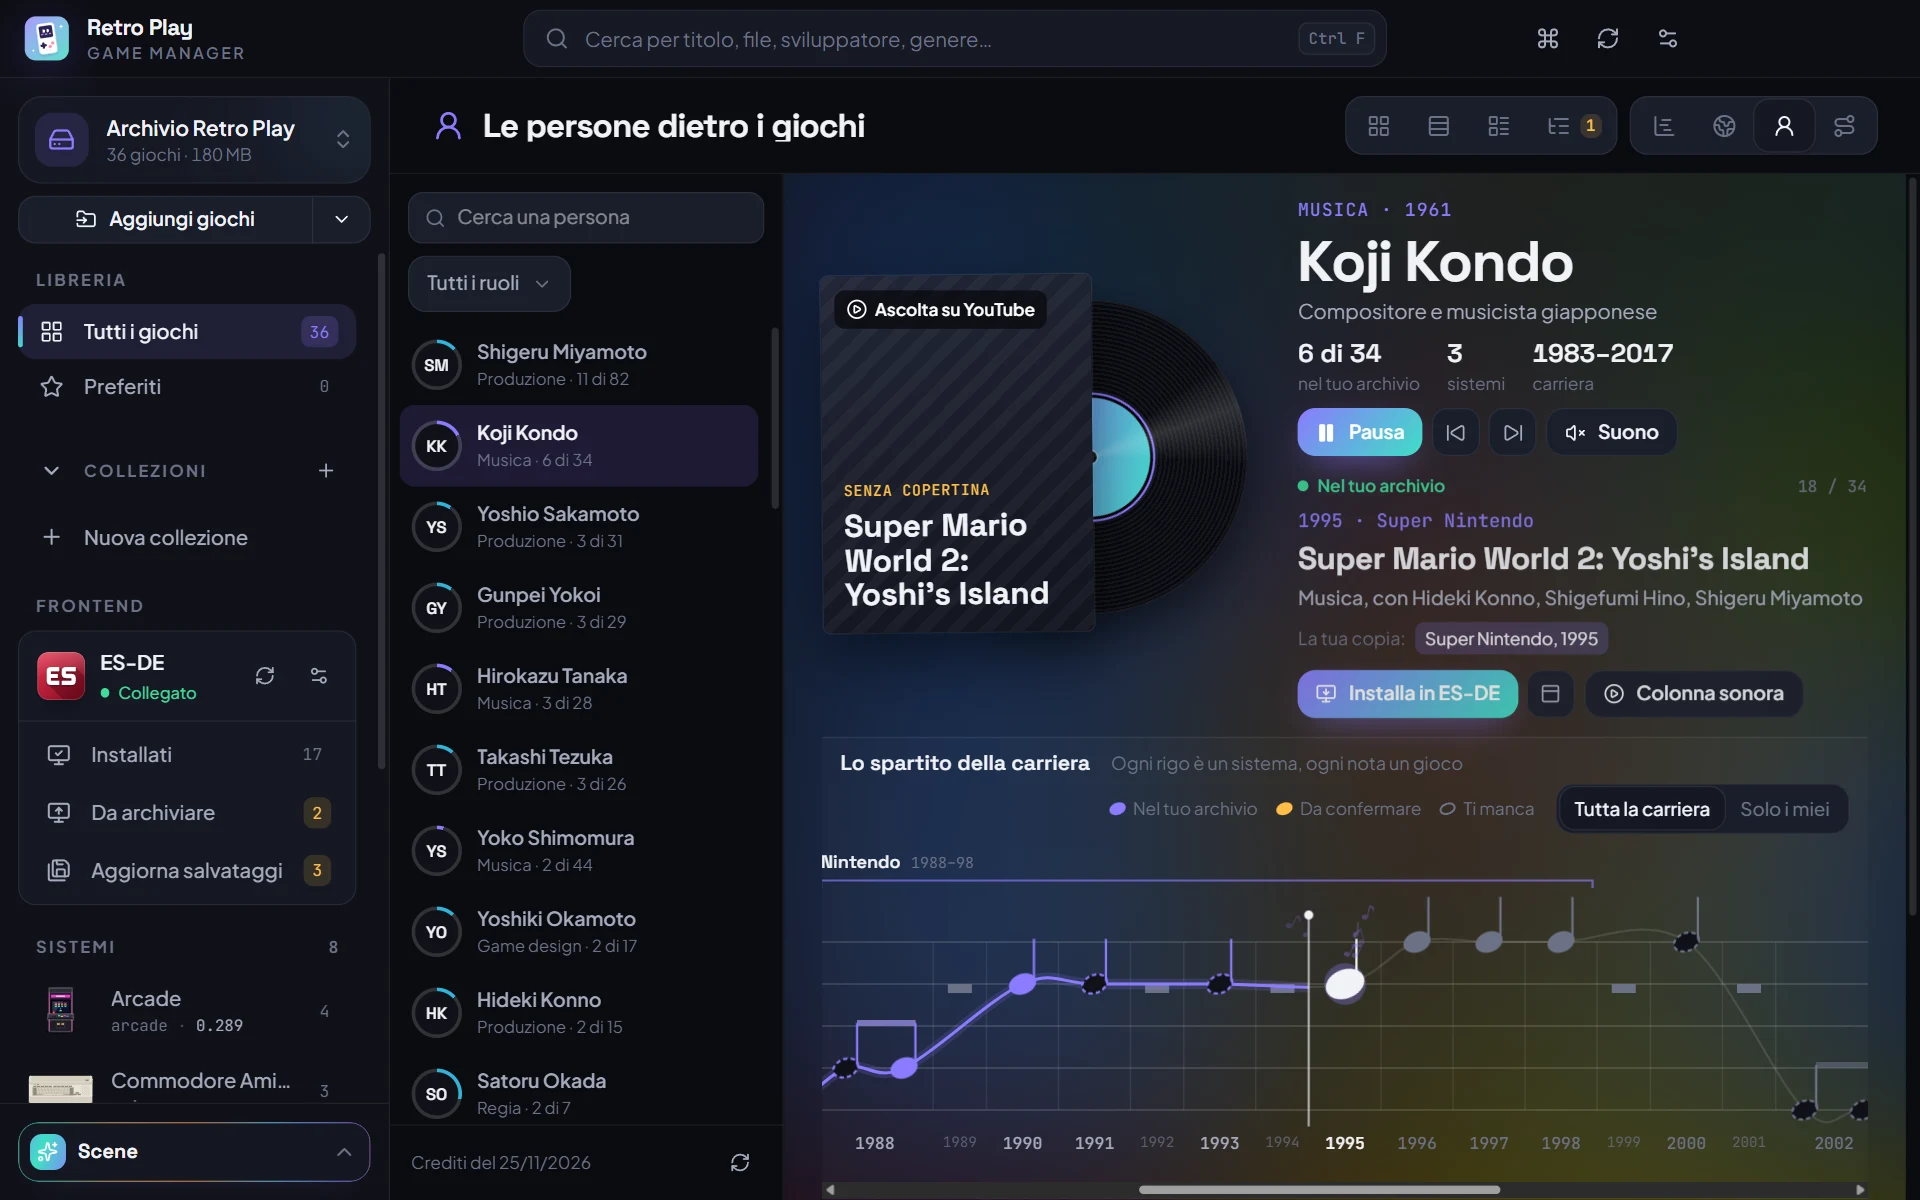 Retro Play
GAME MANAGER
Cerca per titolo, file, sviluppatore, genere…
Ctrl F
Archivio Retro Play
36 giochi · 180 MB
Aggiungi giochi
LIBRERIA
Tutti i giochi
36
Preferiti
0
COLLEZIONI
Nuova collezione
FRONTEND
ES
ES-DE
Collegato
Installati
17
Da archiviare
2
Aggiorna salvataggi
3
SISTEMI
8
Arcade
arcade · 0.289
4
Commodore Ami…
3
Scene
Le persone dietro i giochi
1
Cerca una persona
Tutti i ruoli
SM
Shigeru Miyamoto
Produzione · 11 di 82
KK
Koji Kondo
Musica · 6 di 34
YS
Yoshio Sakamoto
Produzione · 3 di 31
GY
Gunpei Yokoi
Produzione · 3 di 29
HT
Hirokazu Tanaka
Musica · 3 di 28
TT
Takashi Tezuka
Produzione · 3 di 26
YS
Yoko Shimomura
Musica · 2 di 44
YO
Yoshiki Okamoto
Game design · 2 di 17
HK
Hideki Konno
Produzione · 2 di 15
SO
Satoru Okada
Regia · 2 di 7
Crediti del 25/11/2026
Ascolta su YouTube
SENZA COPERTINA
Super Mario
World 2:
Yoshi’s Island
MUSICA · 1961
Koji Kondo
Compositore e musicista giapponese
6 di 34
nel tuo archivio
3
sistemi
1983–2017
carriera
Pausa
Suono
Nel tuo archivio
18 / 34
1995 · Super Nintendo
Super Mario World 2: Yoshi’s Island
Musica, con Hideki Konno, Shigefumi Hino, Shigeru Miyamoto
La tua copia:
Super Nintendo, 1995
Installa in ES-DE
Colonna sonora
Lo spartito della carriera
Ogni rigo è un sistema, ogni nota un gioco
Nel tuo archivio
Da confermare
Ti manca
Tutta la carriera
Solo i miei
Nintendo 1988–98
1988
1989
1990
1991
1992
1993
1994
1995
1996
1997
1998
1999
2000
2001
2002